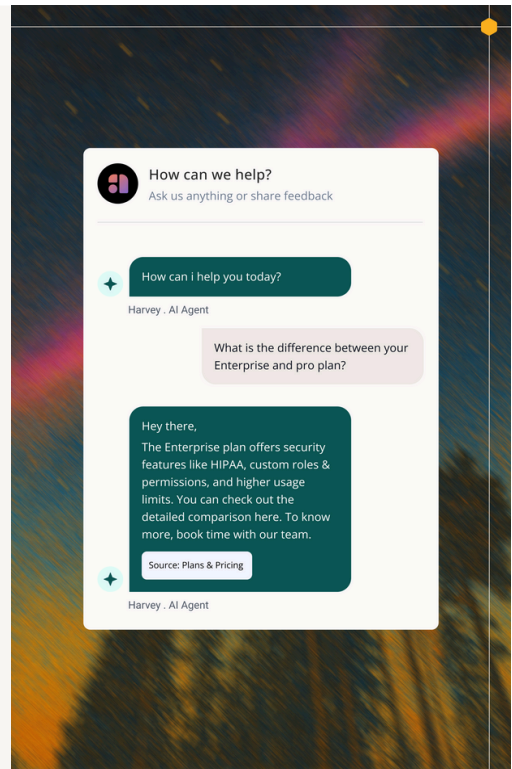 How can we help?
Ask us anything or share feedback
How can i help you today?
Harvey . AI Agent
What is the difference between your
Enterprise and pro plan?
Hey there,
The Enterprise plan offers security
features like HIPAA, custom roles &
permissions, and higher usage
limits. You can check out the
detailed comparison here. To know
more, book time with our team.
Source: Plans & Pricing
Harvey . AI Agent